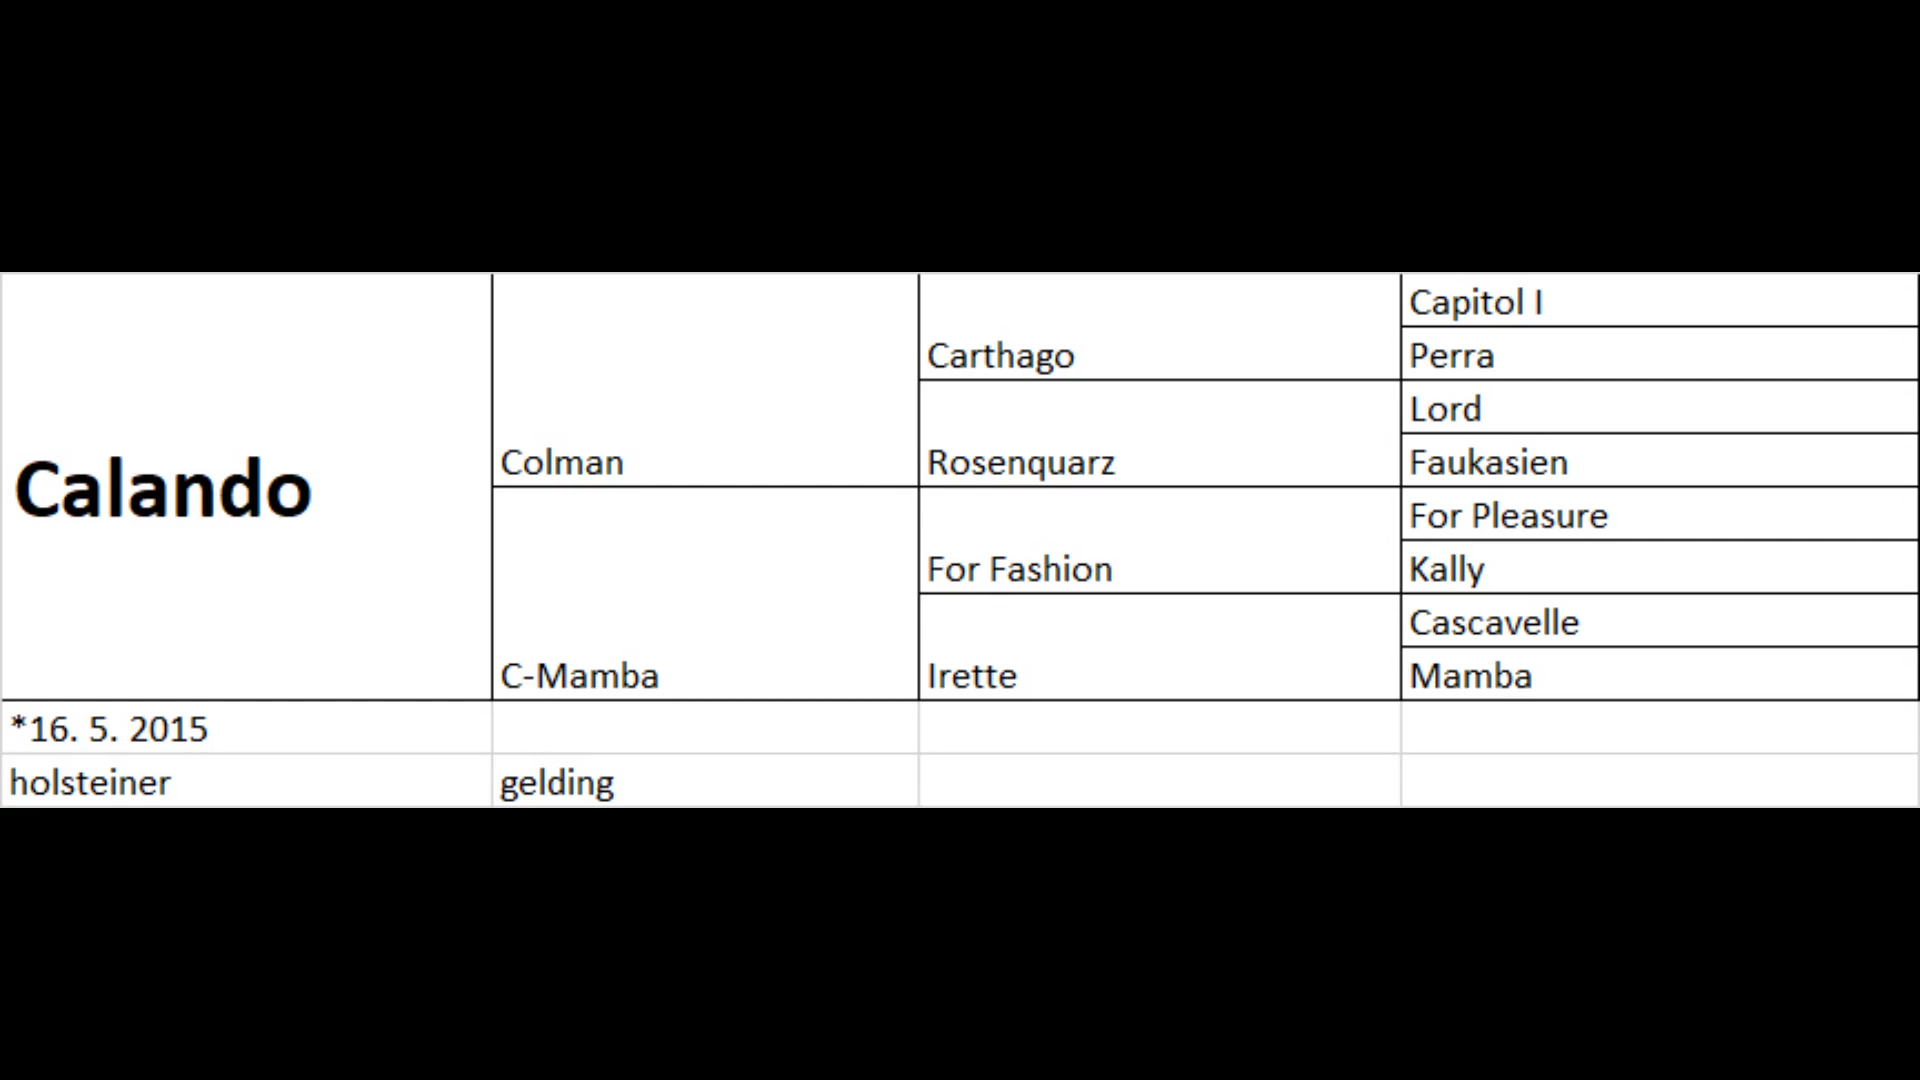 Capitol I
Carthago
Perra
Lord
Colman
Rosenquarz
Faukasien
Calando
For Pleasure
For Fashion
Kally
Cascavelle
C-Mamba
Irette
Mamba
*16. 5. 2015
holsteiner
gelding